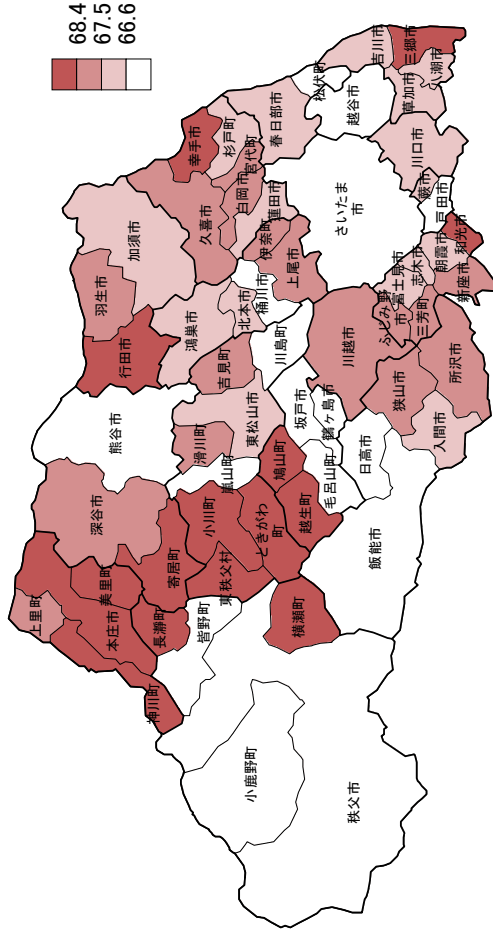 68.4
67.5
66.6
上里町
神川町
本庄市
美里町
深谷市
熊谷市
行田市
羽生市
加須市
長瀞町
寄居町
皆野町
東秩父村
小川町
嵐山町
滑川町
東松山市
吉見町
鴻巣市
北本市
桶川市
久喜市
幸手市
杉戸町
宮代町
白岡市
蓮田市
伊奈町
上尾市
春日部市
松伏町
越谷市
吉川市
三郷市
八潮市
草加市
川口市
蕨市
戸田市
さいたま
市
小鹿野町
秩父市
横瀬町
ときがわ
町
鳩山町
越生町
毛呂山町
坂戸市
鶴ヶ島市
川島町
川越市
日高市
飯能市
狭山市
入間市
所沢市
ふじみ野
市
富士見市
三芳町
志木市
朝霞市
新座市
和光市